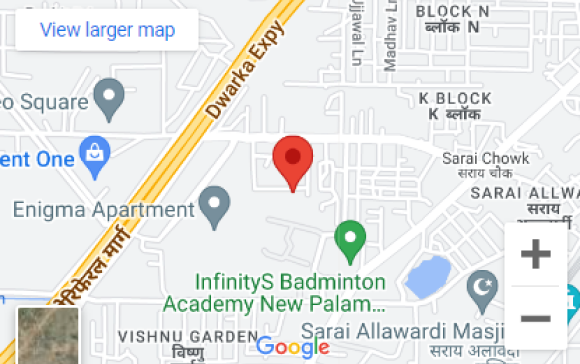 View larger map
Ujjawal Ln
Madhav Ln
BLOCK N
ब्लॉक N
Dwarka Expy
eo Square
K BLOCK
K ब्लॉक
ent One
Sarai Chowk
सराय चोक
Enigma Apartment
SARAI ALLWA
सराय
पेरिफेरल मार्ग
InfinityS Badminton
Academy New Palam...
VISHNU GARDEN
विष्णु
Google
Sarai Allawardi Masji
सराय अलावर्दी